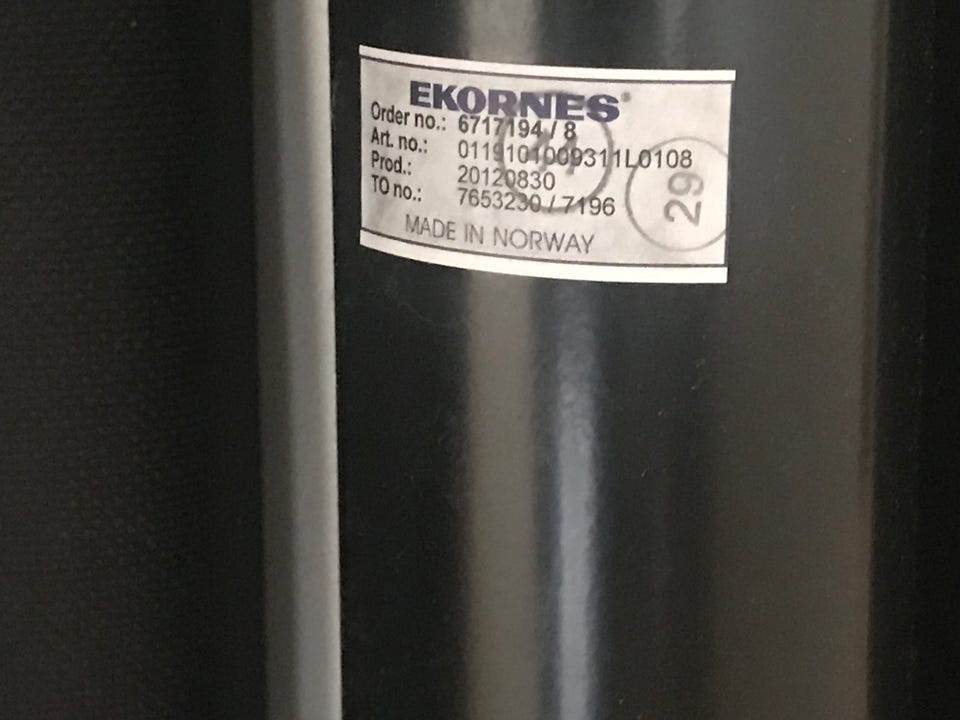 EKORNES®
Order no.: 6717194 / 8
Art. no.: 0119101009311L0108
Prod.: 20120830
TO no.: 7653230 / 7196
MADE IN NORWAY
29